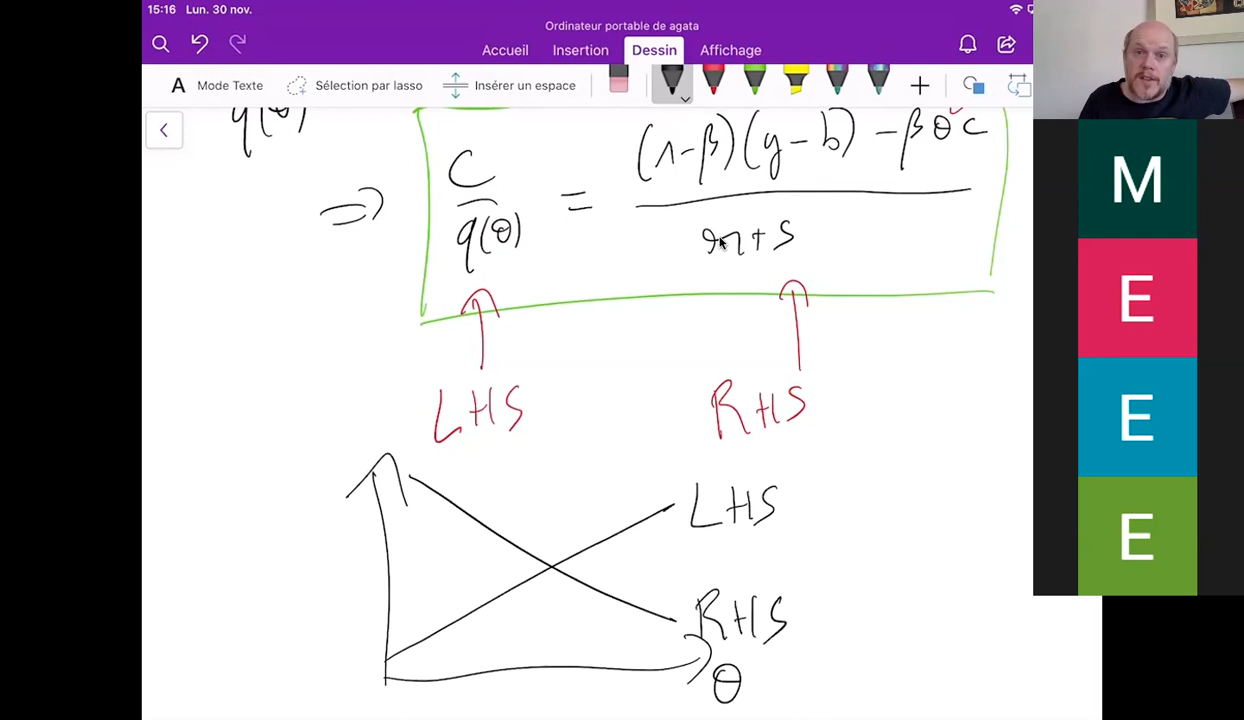 15:16 Lun. 30 nov.
Ordinateur portable de agata
Accueil Insertion Dessin Affichage
A Mode Texte Sélection par lasso Insérer un espace
q(θ)
⇒ C/q(θ) = ((1-β)(y-b) - βθc)/(r+s)
LHS RHS
LHS
RHS
θ
M
E
E
E